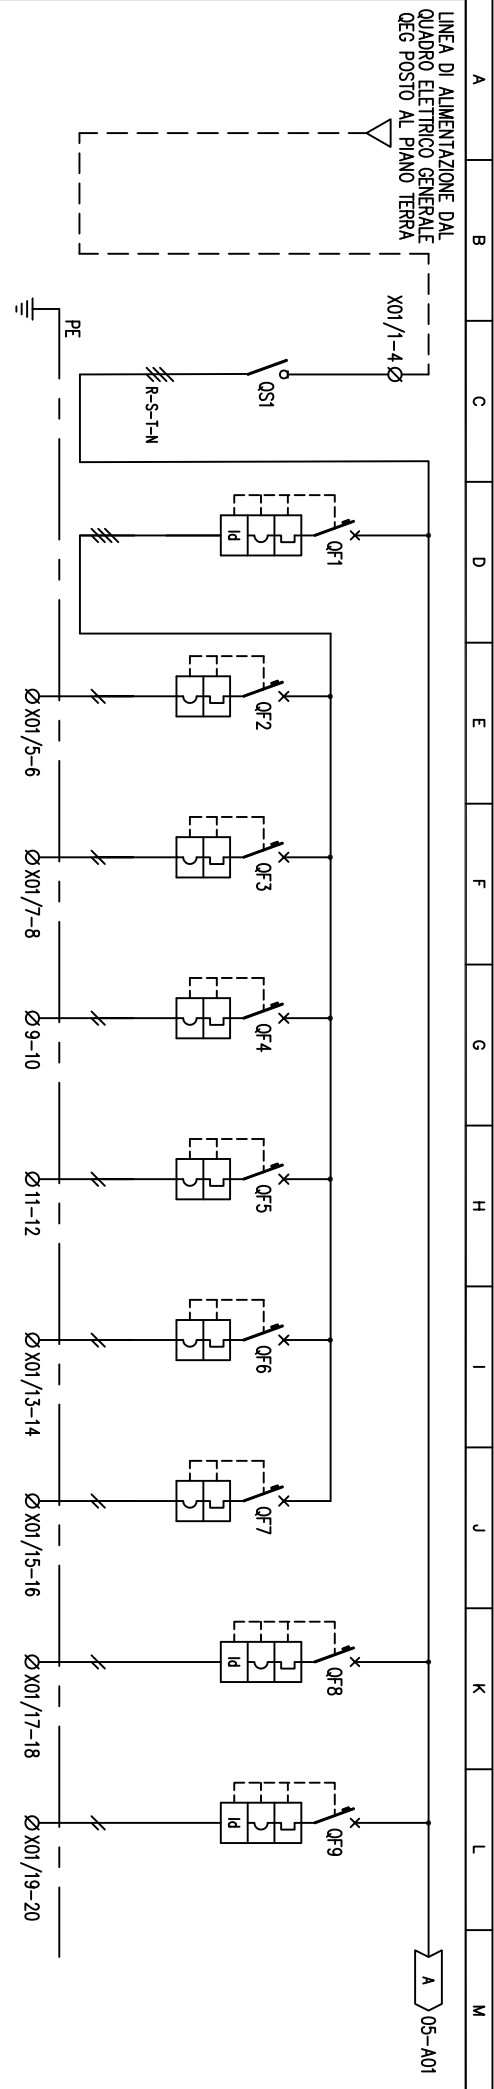 A
B
C
D
E
F
G
H
I
J
K
L
M
LINEA DI ALIMENTAZIONE DAL
QUADRO ELETTRICO GENERALE
QEG POSTO AL PIANO TERRA
A
05-A01
X01/1-4
QS1
R-S-T-N
PE
QF1
Id
QF2
QF3
QF4
QF5
QF6
QF7
QF8
Id
QF9
Id
X01/5-6
X01/7-8
9-10
11-12
X01/13-14
X01/15-16
X01/17-18
X01/19-20